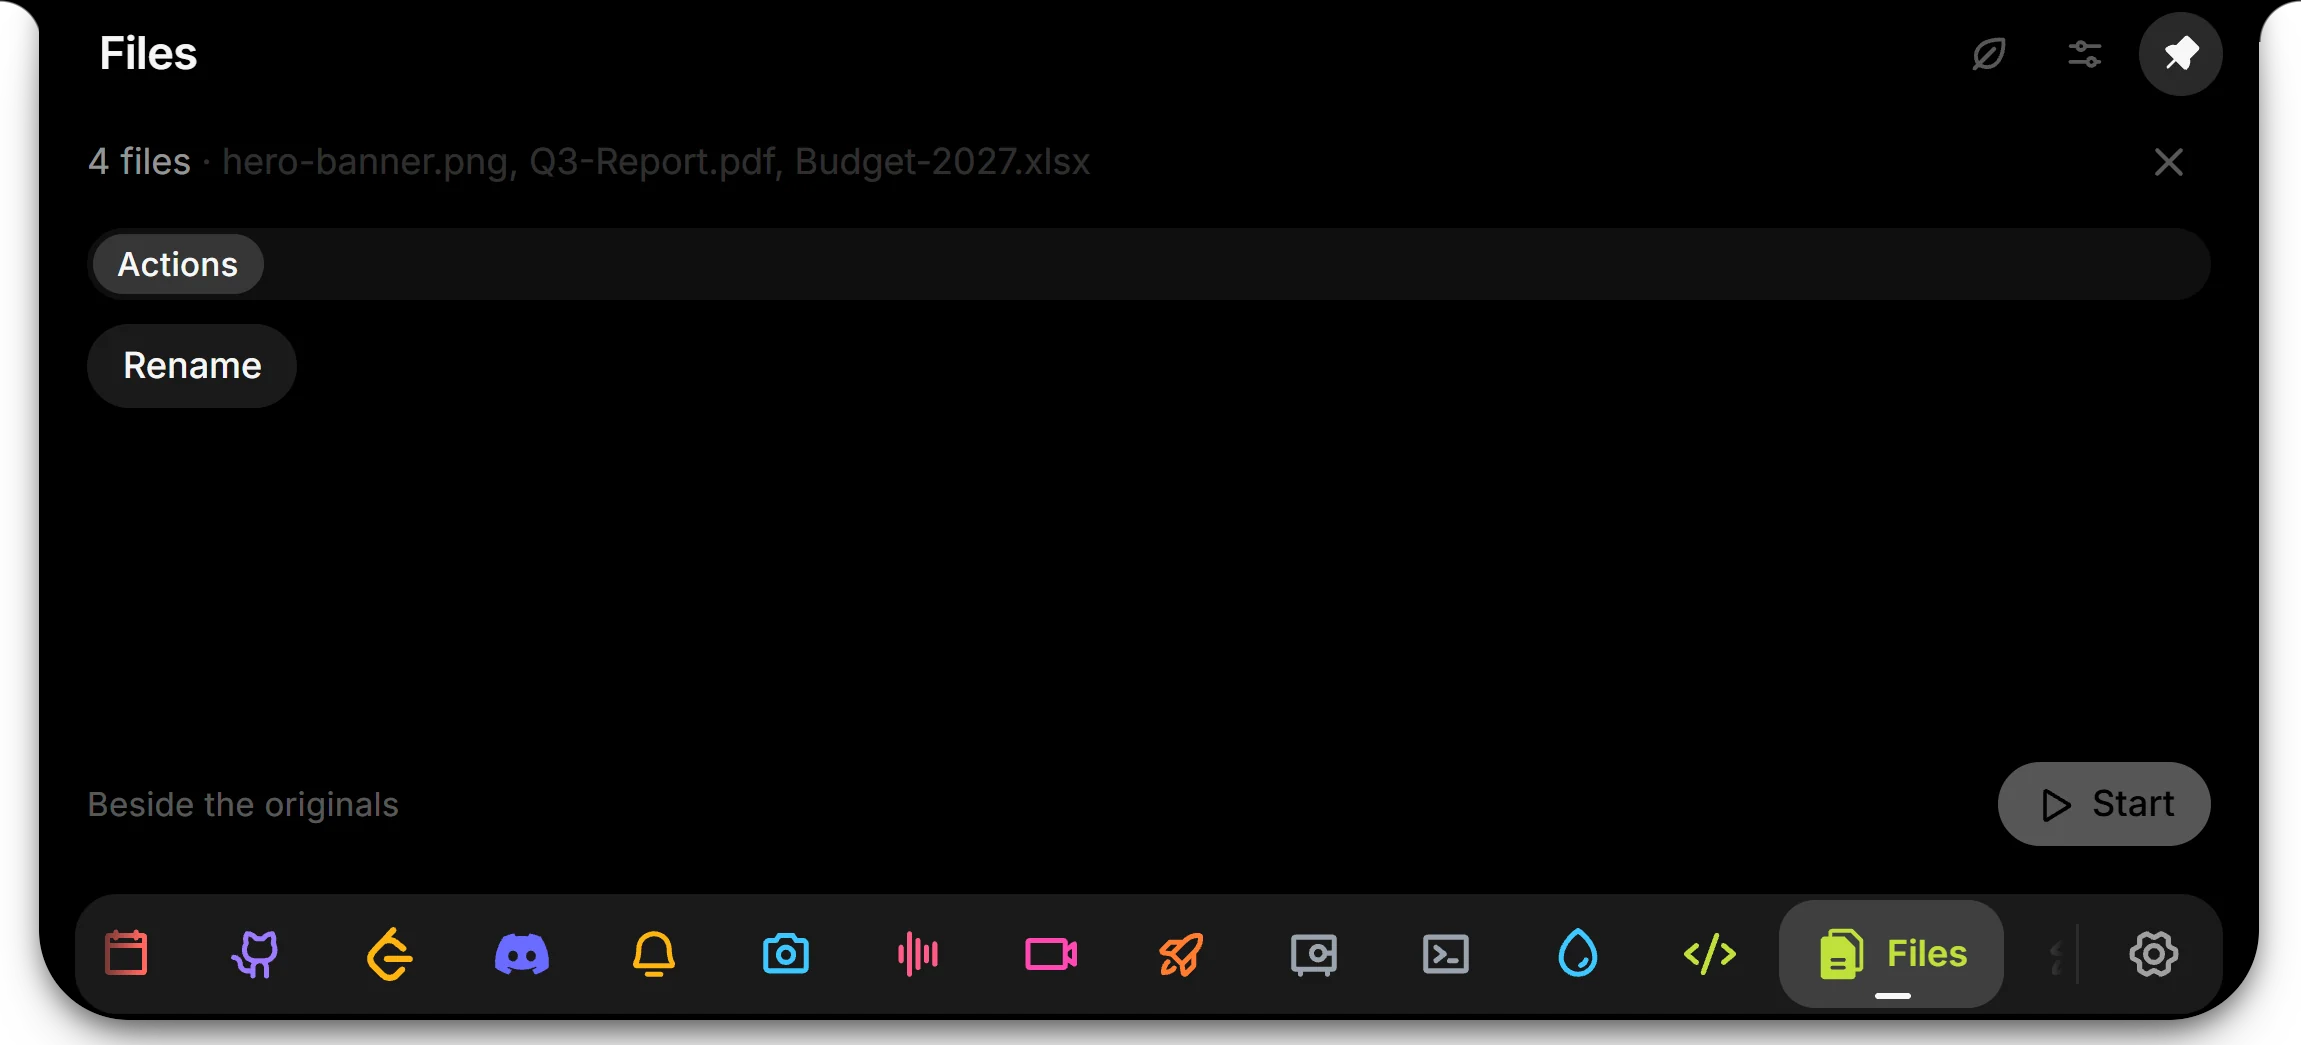 Files
4 files · hero-banner.png, Q3-Report.pdf, Budget-2027.xlsx
Actions
Rename
Beside the originals
Start
Files